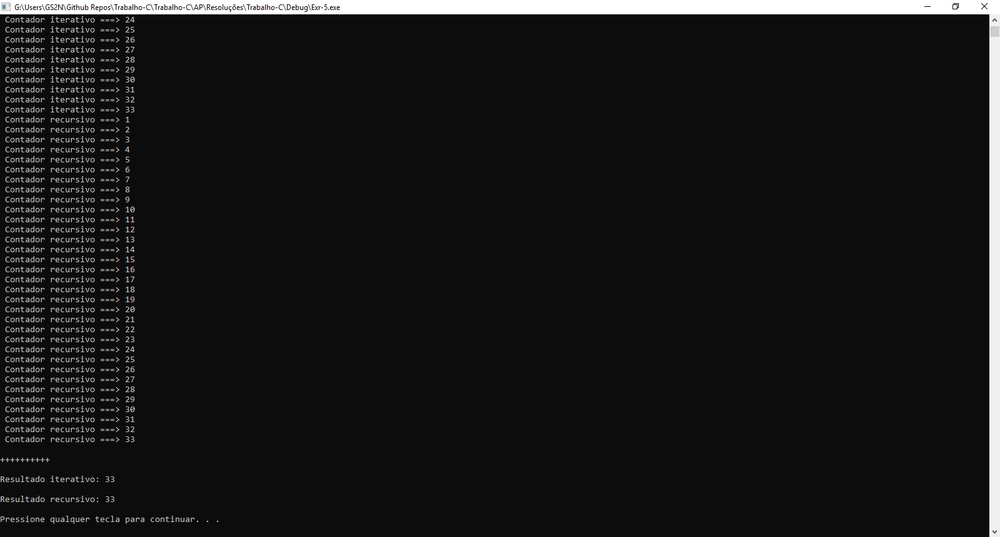 G:\Users\GS2N\Github Repos\Trabalho-C\Trabalho-C\AP\Resoluções\Trabalho-C\Debug\Exr-5.exe
Contador iterativo ===> 24
Contador iterativo ===> 25
Contador iterativo ===> 26
Contador iterativo ===> 27
Contador iterativo ===> 28
Contador iterativo ===> 29
Contador iterativo ===> 30
Contador iterativo ===> 31
Contador iterativo ===> 32
Contador iterativo ===> 33
Contador recursivo ===> 1
Contador recursivo ===> 2
Contador recursivo ===> 3
Contador recursivo ===> 4
Contador recursivo ===> 5
Contador recursivo ===> 6
Contador recursivo ===> 7
Contador recursivo ===> 8
Contador recursivo ===> 9
Contador recursivo ===> 10
Contador recursivo ===> 11
Contador recursivo ===> 12
Contador recursivo ===> 13
Contador recursivo ===> 14
Contador recursivo ===> 15
Contador recursivo ===> 16
Contador recursivo ===> 17
Contador recursivo ===> 18
Contador recursivo ===> 19
Contador recursivo ===> 20
Contador recursivo ===> 21
Contador recursivo ===> 22
Contador recursivo ===> 23
Contador recursivo ===> 24
Contador recursivo ===> 25
Contador recursivo ===> 26
Contador recursivo ===> 27
Contador recursivo ===> 28
Contador recursivo ===> 29
Contador recursivo ===> 30
Contador recursivo ===> 31
Contador recursivo ===> 32
Contador recursivo ===> 33
++++++++++
Resultado iterativo: 33
Resultado recursivo: 33
Pressione qualquer tecla para continuar. . .